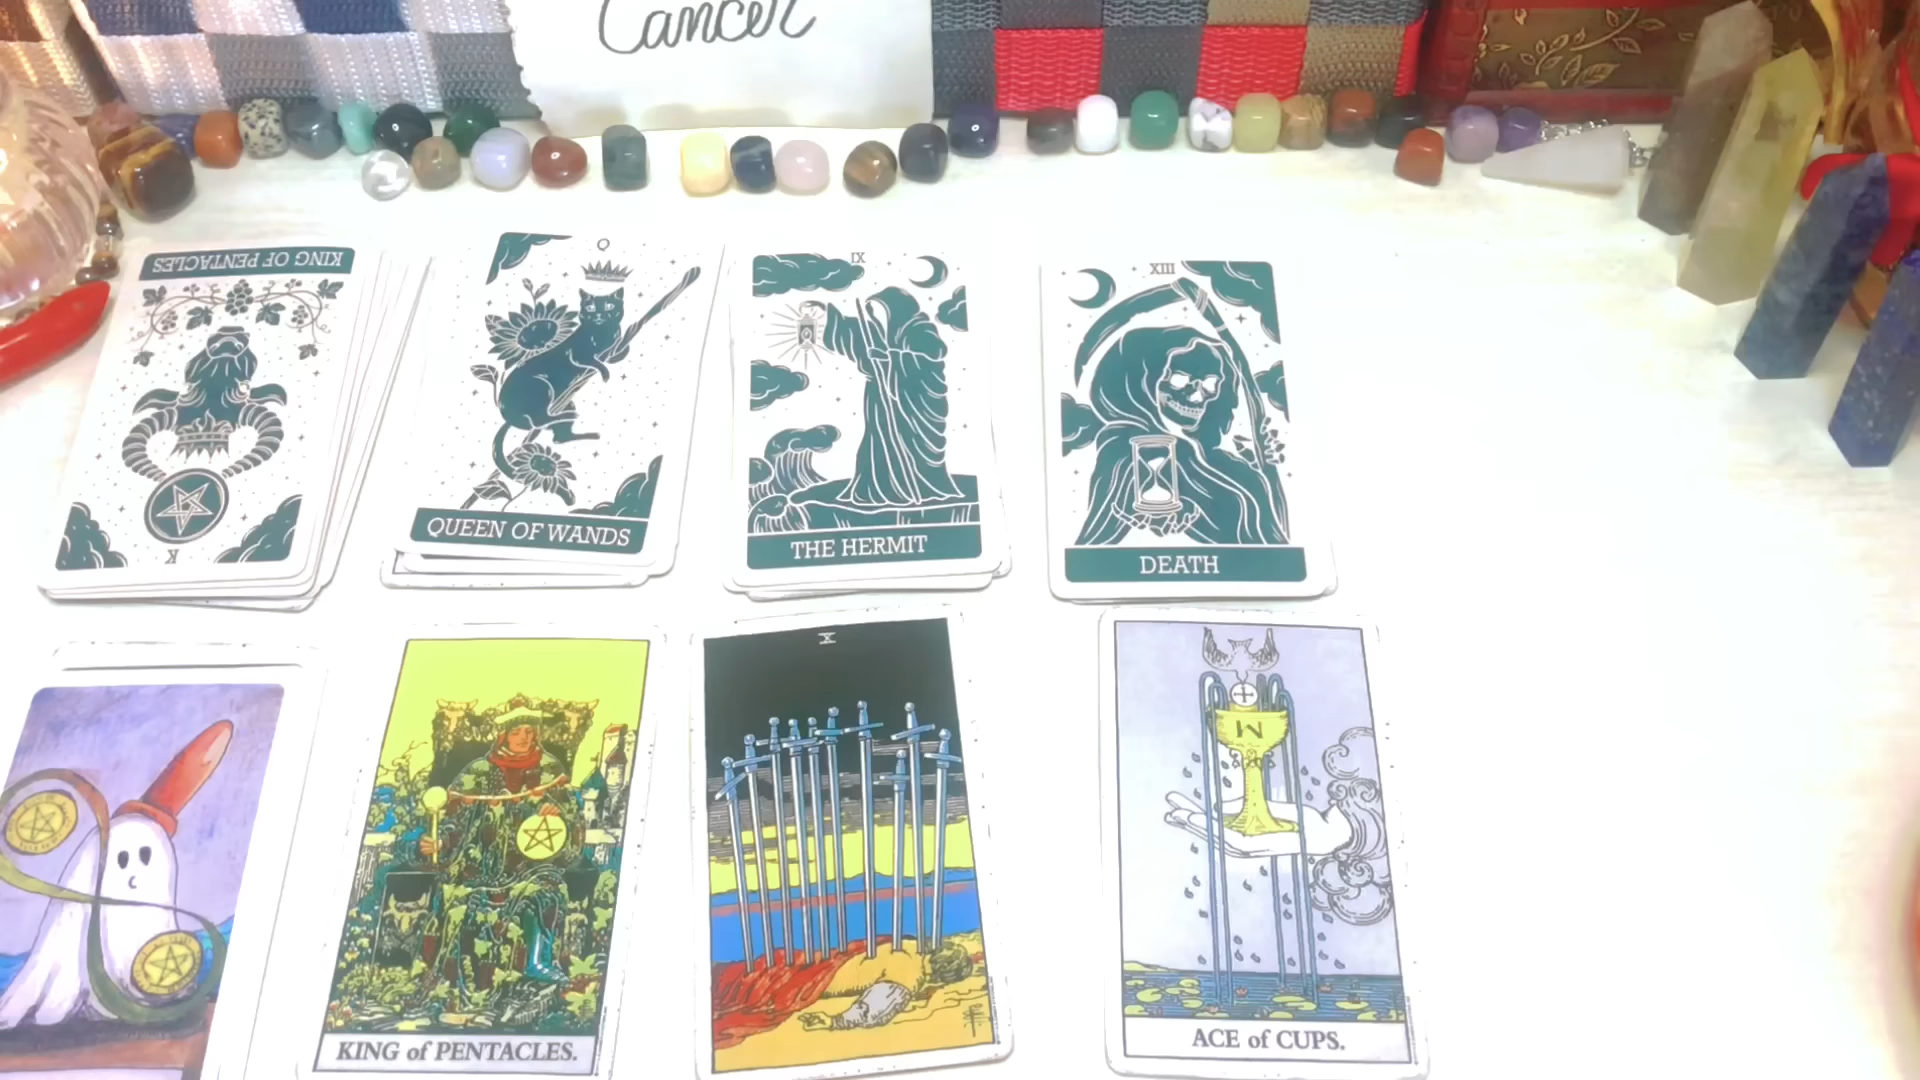 Cancer
KING OF PENTACLES
K
Q
QUEEN OF WANDS
IX
THE HERMIT
XIII
DEATH
KING of PENTACLES.
X
W
ACE of CUPS.